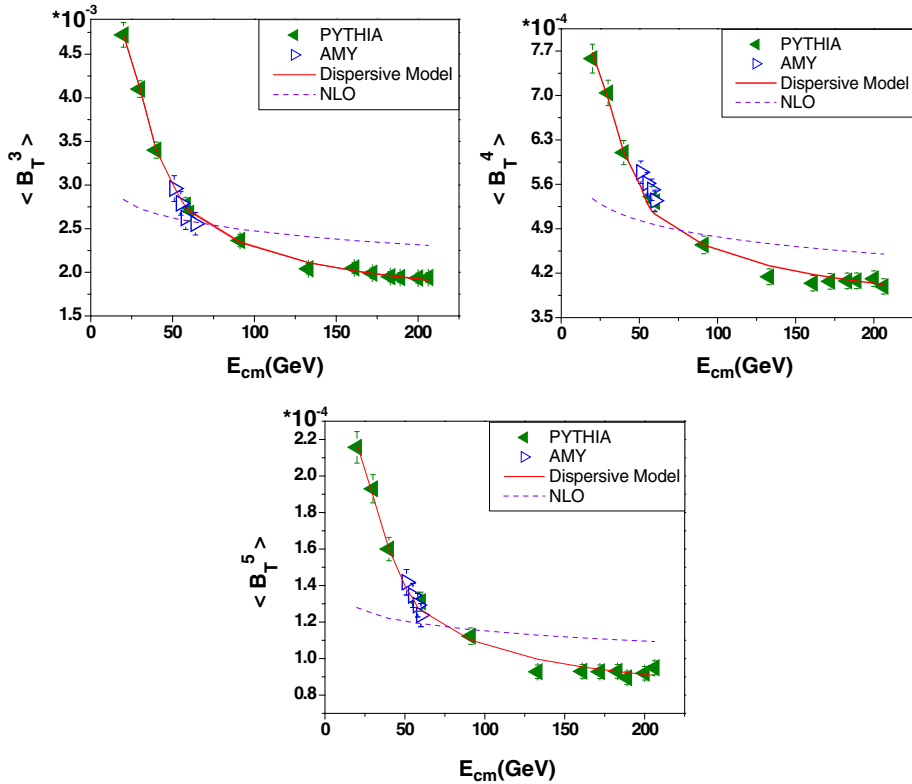 *10^-3
4.5
4.0
3.5
3.0
2.5
2.0
1.5
< B_T^3 >
0 50 100 150 200
E_cm(GeV)
PYTHIA
AMY
Dispersive Model
NLO
*10^-4
7.7
7.0
6.3
5.6
4.9
4.2
3.5
< B_T^4 >
0 50 100 150 200
E_cm(GeV)
PYTHIA
AMY
Dispersive Model
NLO
*10^-4
2.2
2.0
1.8
1.6
1.4
1.2
1.0
0.8
< B_T^5 >
0 50 100 150 200
E_cm(GeV)
PYTHIA
AMY
Dispersive Model
NLO